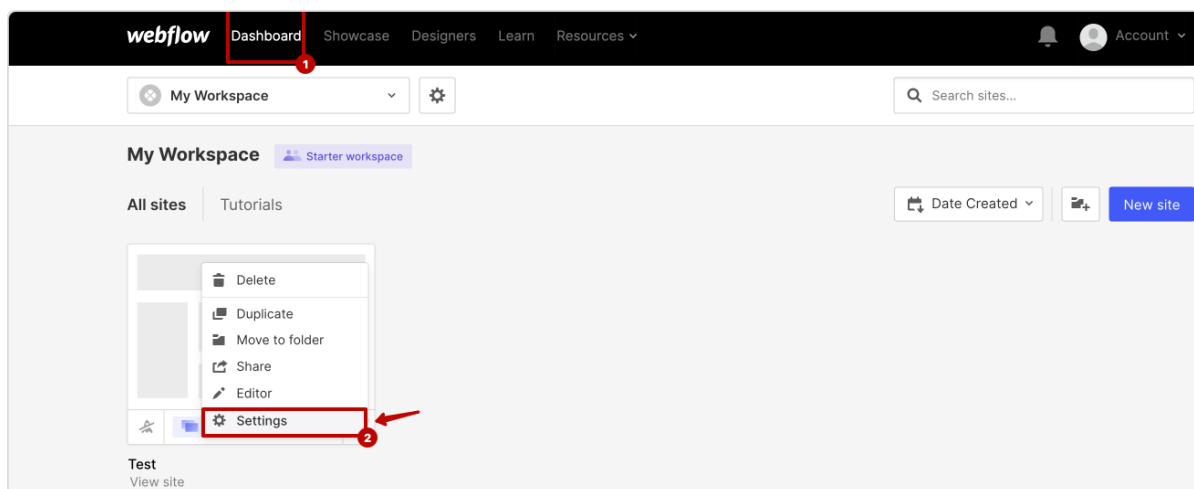 webflow Dashboard Showcase Designers Learn Resources Account
1
My Workspace Search sites...
My Workspace Starter workspace
All sites Tutorials Date Created New site
Delete
Duplicate
Move to folder
Share
Editor
Settings
2
Test
View site